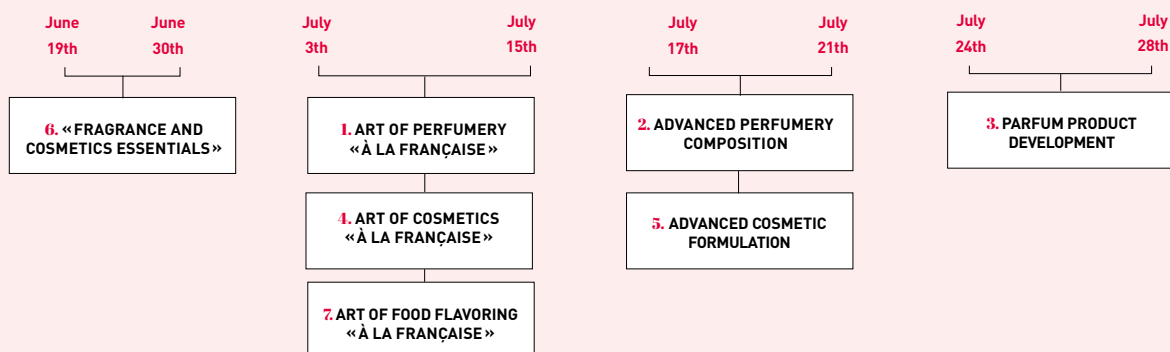 June June
19th 30th
6. «FRAGRANCE AND
COSMETICS ESSENTIALS»
July July
3th 15th
1. ART OF PERFUMERY
«À LA FRANÇAISE»
4. ART OF COSMETICS
«À LA FRANÇAISE»
7. ART OF FOOD FLAVORING
«À LA FRANÇAISE»
July July
17th 21th
2. ADVANCED PERFUMERY
COMPOSITION
5. ADVANCED COSMETIC
FORMULATION
July July
24th 28th
3. PARFUM PRODUCT
DEVELOPMENT